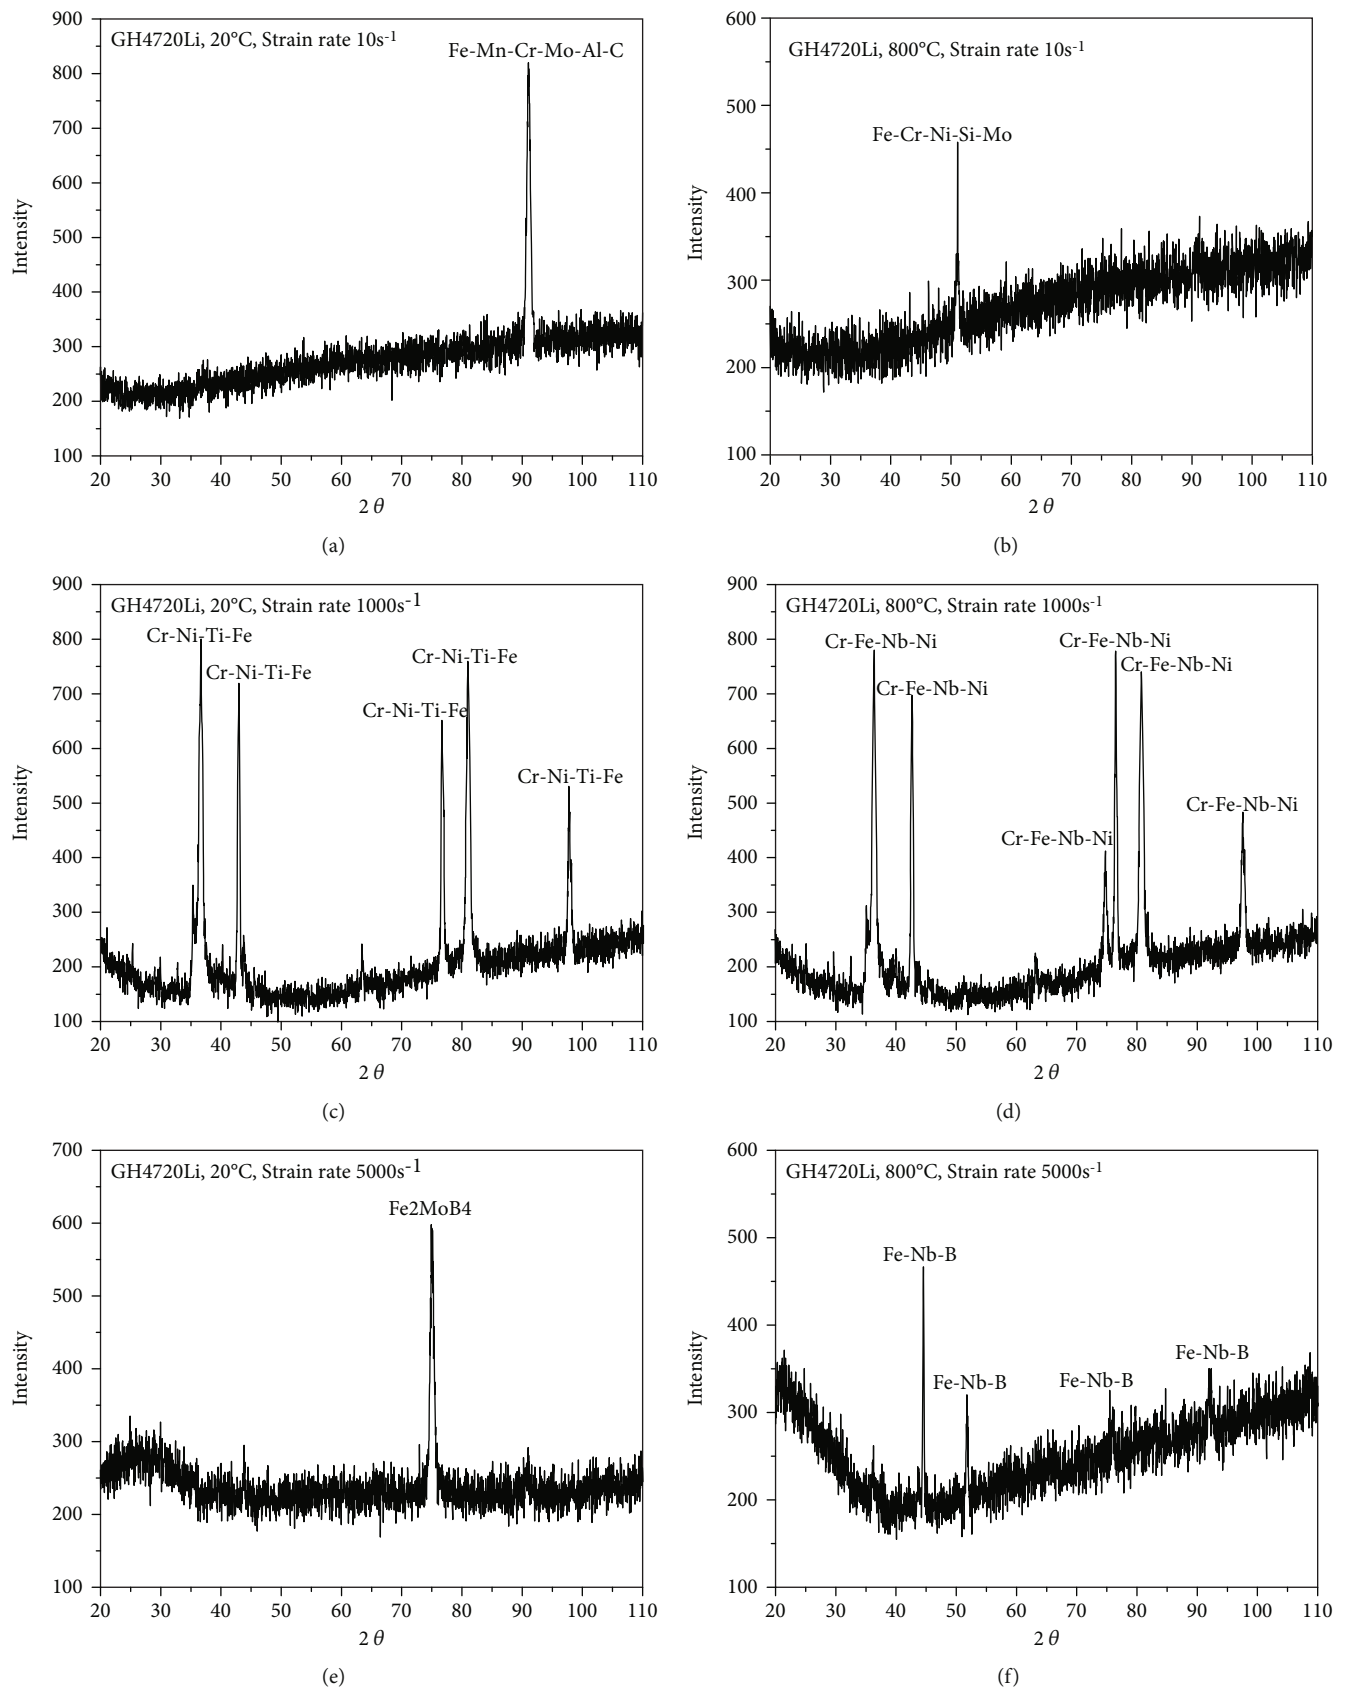 GH4720Li, 20°C, Strain rate 10s-1
Fe-Mn-Cr-Mo-Al-C
900
800
700
600
500
400
300
200
100
Intensity
20 30 40 50 60 70 80 90 100 110
2 θ
(a)
GH4720Li, 800°C, Strain rate 10s-1
Fe-Cr-Ni-Si-Mo
600
500
400
300
200
100
Intensity
20 30 40 50 60 70 80 90 100 110
2 θ
(b)
GH4720Li, 20°C, Strain rate 1000s-1
Cr-Ni-Ti-Fe
Cr-Ni-Ti-Fe
Cr-Ni-Ti-Fe
Cr-Ni-Ti-Fe
Cr-Ni-Ti-Fe
900
800
700
600
500
400
300
200
100
Intensity
20 30 40 50 60 70 80 90 100 110
2 θ
(c)
GH4720Li, 800°C, Strain rate 1000s-1
Cr-Fe-Nb-Ni
Cr-Fe-Nb-Ni
Cr-Fe-Nb-Ni
Cr-Fe-Nb-Ni
Cr-Fe-Nb-Ni
Cr-Fe-Nb-Ni
900
800
700
600
500
400
300
200
100
Intensity
20 30 40 50 60 70 80 90 100 110
2 θ
(d)
GH4720Li, 20°C, Strain rate 5000s-1
Fe2MoB4
700
600
500
400
300
200
100
Intensity
20 30 40 50 60 70 80 90 100 110
2 θ
(e)
GH4720Li, 800°C, Strain rate 5000s-1
Fe-Nb-B
Fe-Nb-B
Fe-Nb-B
Fe-Nb-B
600
500
400
300
200
100
Intensity
20 30 40 50 60 70 80 90 100 110
2 θ
(f)